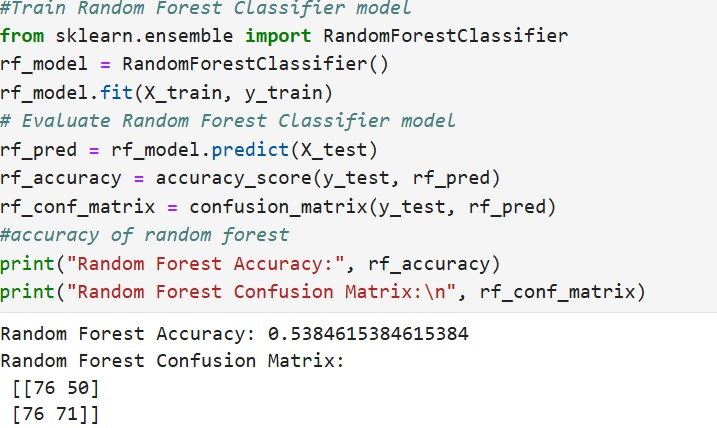 #Train Random Forest Classifier model
from sklearn.ensemble import RandomForestClassifier
rf_model = RandomForestClassifier()
rf_model.fit(X_train, y_train)
# Evaluate Random Forest Classifier model
rf_pred = rf_model.predict(X_test)
rf_accuracy = accuracy_score(y_test, rf_pred)
rf_conf_matrix = confusion_matrix(y_test, rf_pred)
#accuracy of random forest
print("Random Forest Accuracy:", rf_accuracy)
print("Random Forest Confusion Matrix:\n", rf_conf_matrix)
Random Forest Accuracy: 0.5384615384615384
Random Forest Confusion Matrix:
[[76 50]
[76 71]]